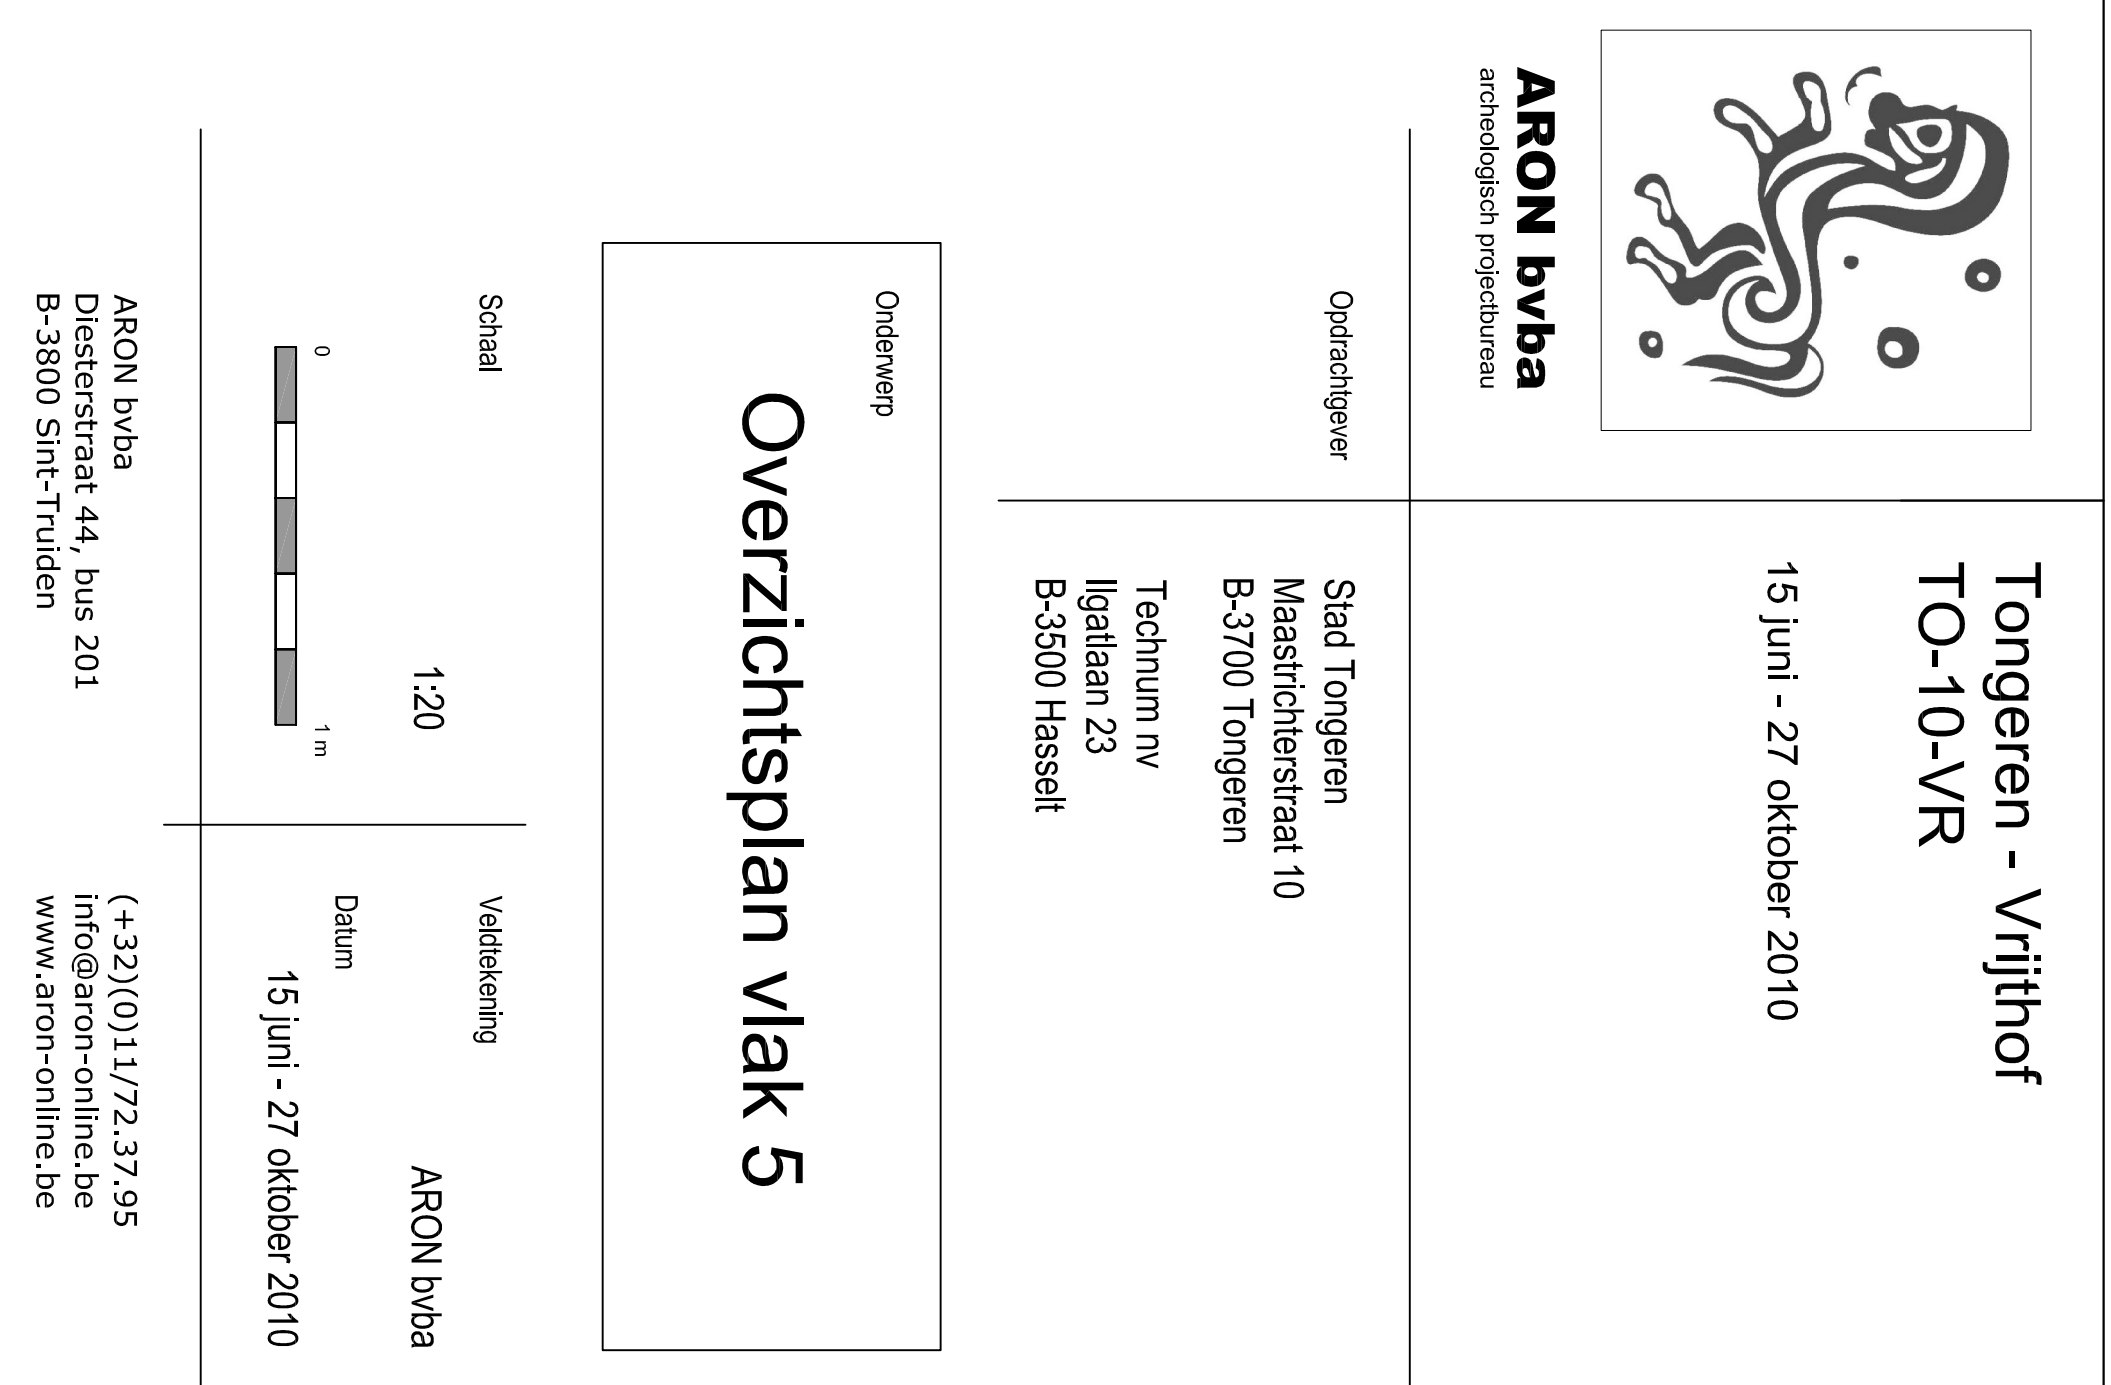 ARON bvba
archeologisch projectbureau
Tongeren - Vrijthof
TO-10-VR
15 juni - 27 oktober 2010
Opdrachtgever
Stad Tongeren
Maastrichterstraat 10
B-3700 Tongeren
Technum nv
Ilgatlaan 23
B-3500 Hasselt
Onderwerp
Overzichtsplan vlak 5
Schaal
1:20
0
1 m
Veldtekening
ARON bvba
Datum
15 juni - 27 oktober 2010
ARON bvba
Diesterstraat 44, bus 201
B-3800 Sint-Truiden
(+32)(0)11/72.37.95
info@aron-online.be
www.aron-online.be